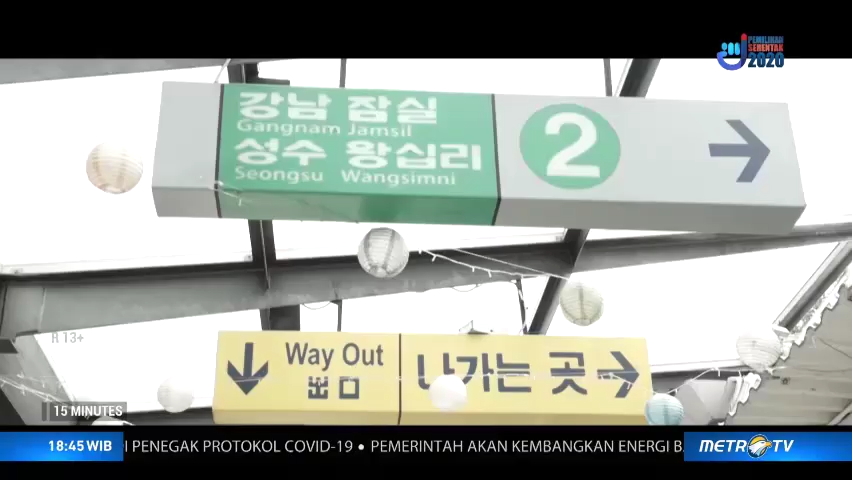 PEMILIHAN
SERENTAK
2020
강남 잠실
Gangnam Jamsil
성수 왕십리
Seongsu Wangsimni
2
R 13+
Way Out
出口
나가는 곳
15 MINUTES
18:45 WIB
PENEGAK PROTOKOL COVID-19 • PEMERINTAH AKAN KEMBANGKAN ENERGI
METRO TV